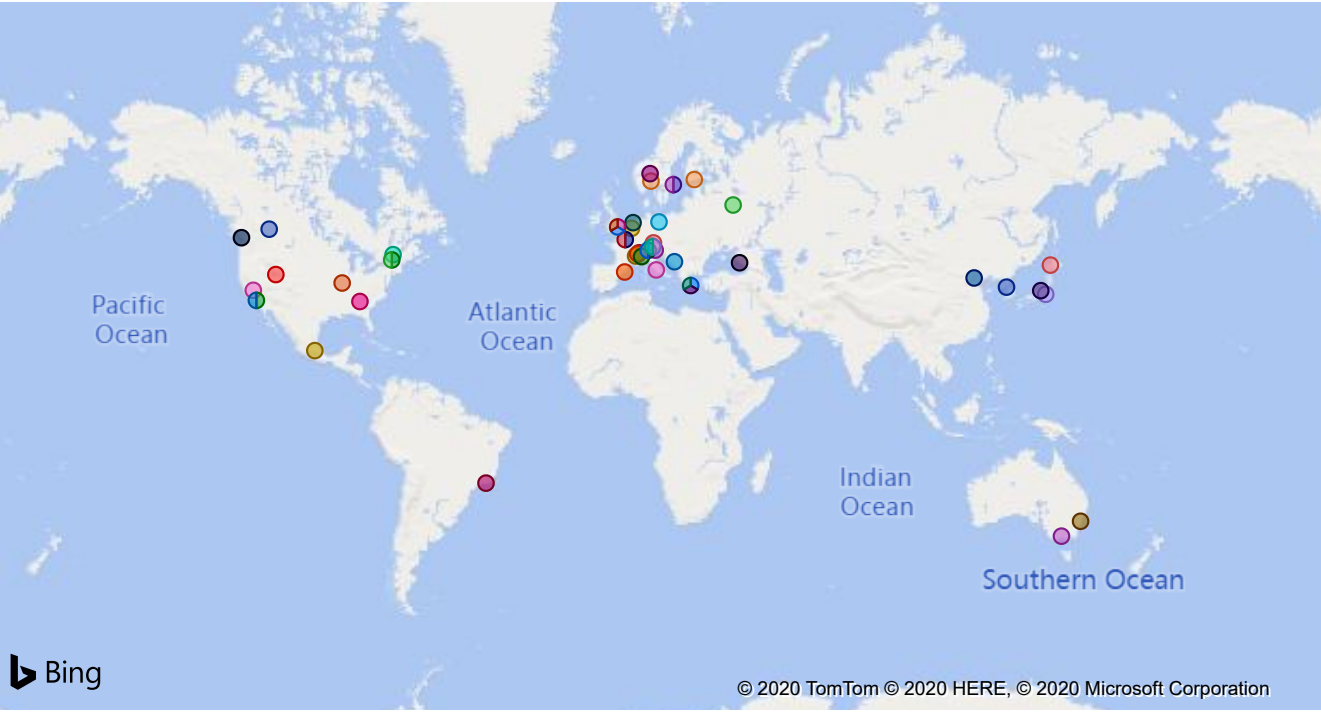 Pacific
Ocean
Atlantic
Ocean
Indian
Ocean
Southern Ocean
Bing
© 2020 TomTom © 2020 HERE, © 2020 Microsoft Corporation